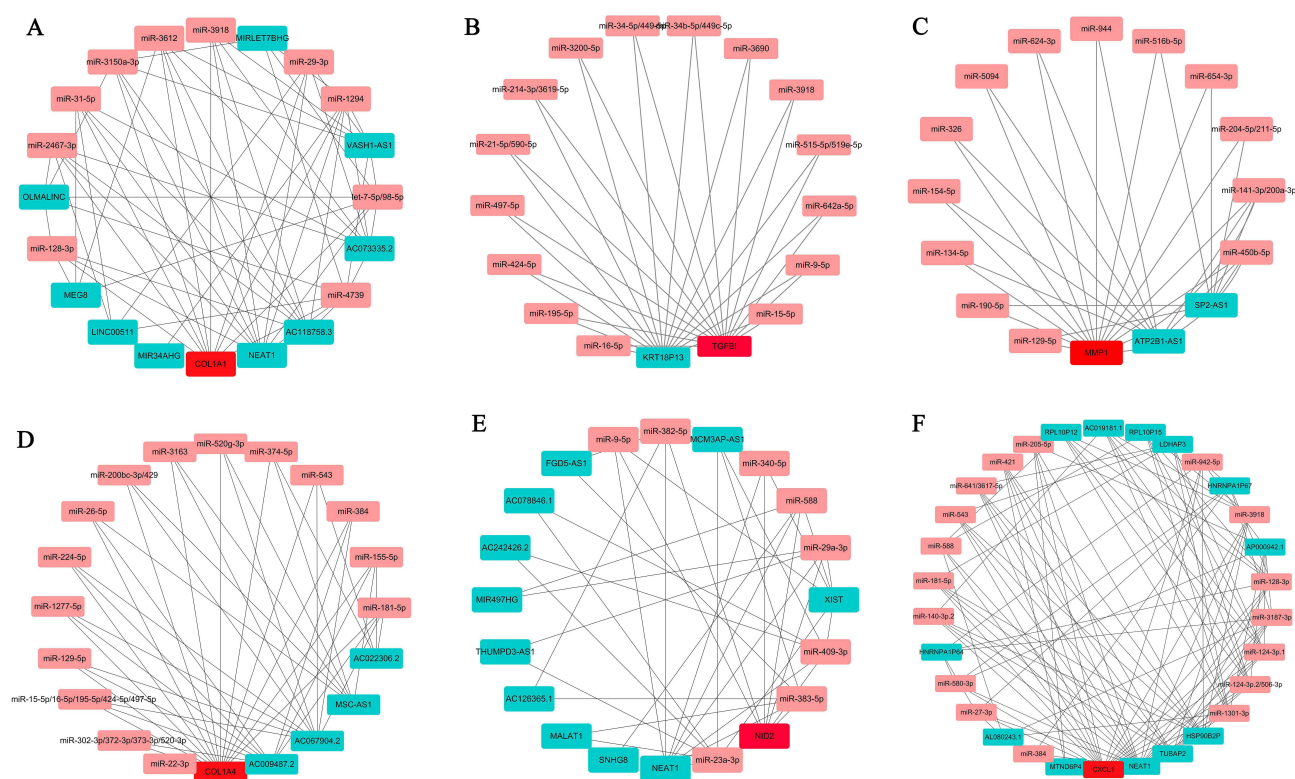 A
miR-3918
miR-3612
MIRLET7BHG
miR-3150a-3p
miR-29-3p
miR-31-5p
miR-1294
miR-2467-3p
VASH1-AS1
OLMALINC
let-7-5p/98-5p
miR-128-3p
AC073335.2
MEG8
miR-4739
LINC00511
AC118758.3
MIR34AHG
COL1A1
NEAT1
B
miR-34-5p/449-5p
miR-34b-5p/449c-5p
miR-3200-5p
miR-3690
miR-214-3p/3619-5p
miR-3918
miR-21-5p/590-5p
miR-515-5p/519e-5p
miR-497-5p
miR-642a-5p
miR-424-5p
miR-9-5p
miR-195-5p
miR-15-5p
miR-16-5p
KRT18P13
TGFBI
C
miR-944
miR-624-3p
miR-516b-5p
miR-5094
miR-654-3p
miR-326
miR-204-5p/211-5p
miR-154-5p
miR-141-3p/200a-3p
miR-134-5p
miR-450b-5p
miR-190-5p
SP2-AS1
miR-129-5p
MMP1
ATP2B1-AS1
D
miR-520g-3p
miR-3163
miR-374-5p
miR-200bc-3p/429
miR-543
miR-26-5p
miR-384
miR-224-5p
miR-155-5p
miR-1277-5p
miR-181-5p
miR-129-5p
AC022306.2
miR-15-5p/16-5p/195-5p/424-5p/497-5p
MSC-AS1
miR-302-3p/372-3p/373-3p/520-3p
AC067904.2
miR-22-3p
COL1A4
AC009487.2
E
miR-382-5p
miR-9-5p
MCM3AP-AS1
FGD5-AS1
miR-340-5p
AC078846.1
miR-588
AC242426.2
miR-29a-3p
MIR497HG
XIST
THUMPD3-AS1
miR-409-3p
AC126365.1
miR-383-5p
MALAT1
NID2
SNHG8
NEAT1
miR-23a-3p
F
AC019181.1
RPL10P12
RPL10P15
miR-205-5p
LDHAP3
miR-421
miR-942-5p
miR-641/3617-5p
HNRNPA1P67
miR-543
miR-3918
miR-588
AP000942.1
miR-181-5p
miR-128-3p
miR-140-3p.2
miR-3187-3p
HNRNPA1P64
miR-124-3p.1
miR-580-3p
miR-124-3p.2/506-3p
miR-27-3p
miR-1301-3p
AL080243.1
HSP90B2P
miR-384
TUBAP2
MTND6P4
CXCL1
NEAT1